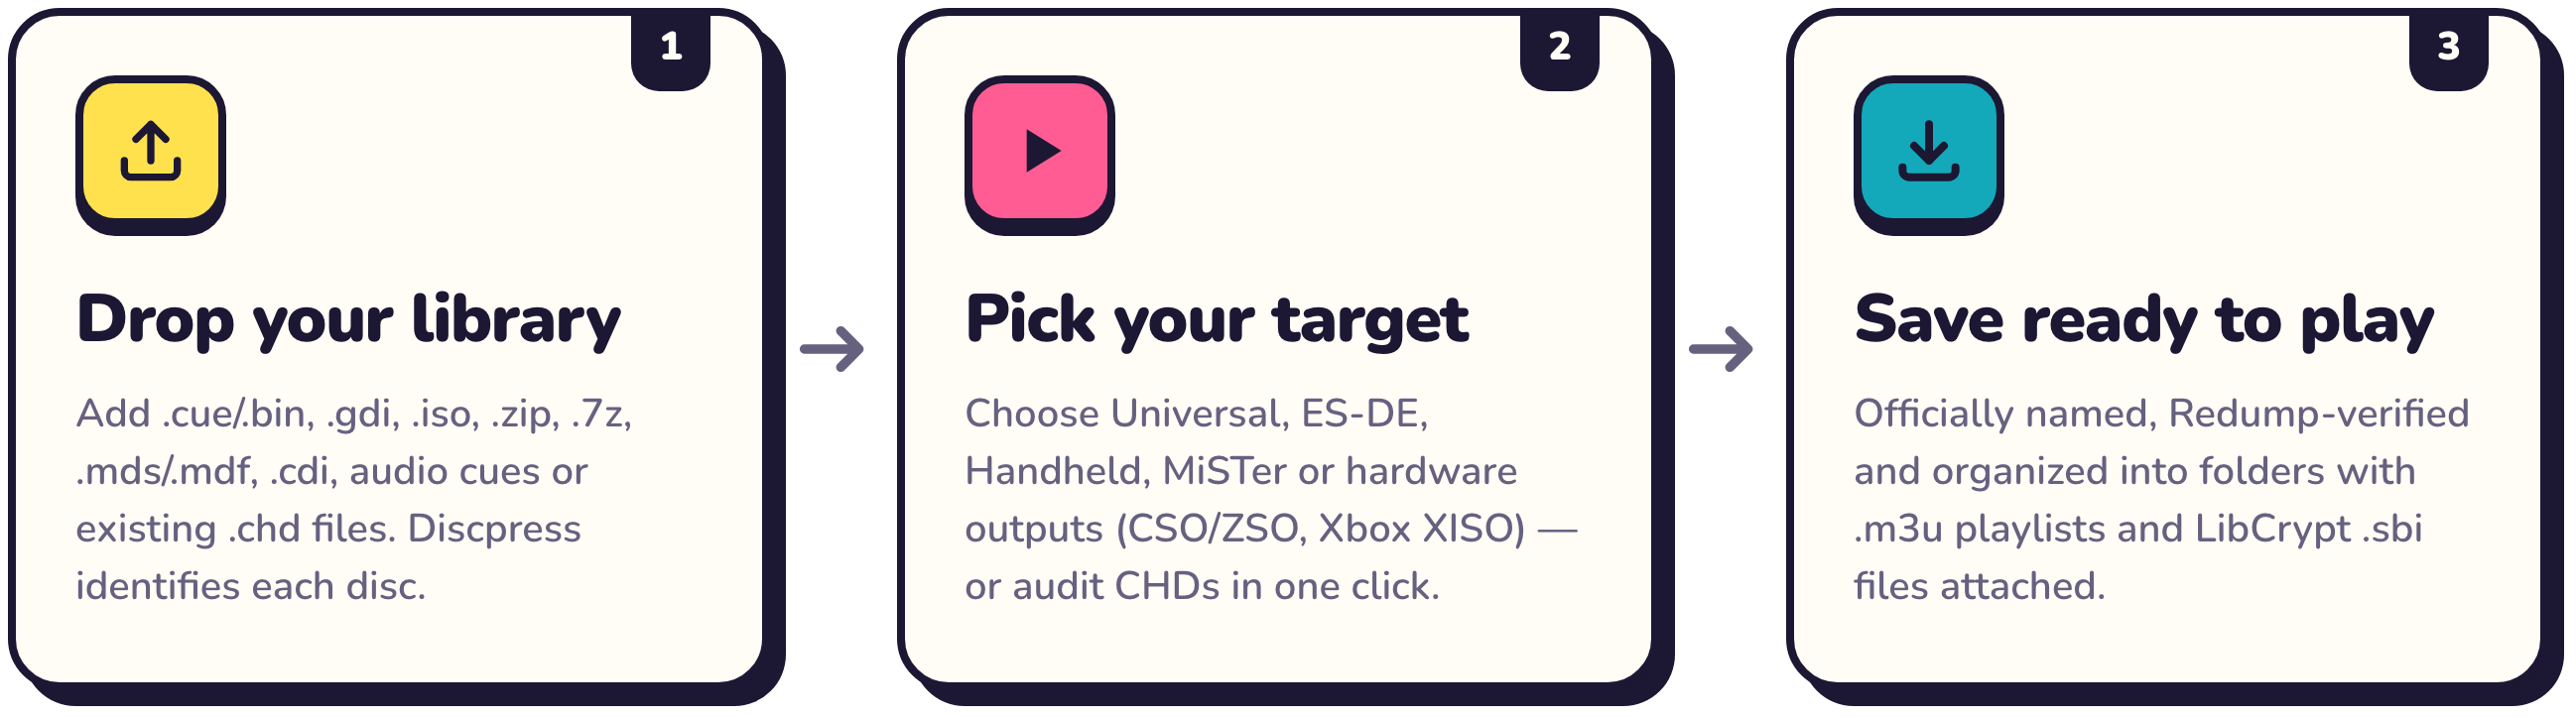 1
Drop your library
Add .cue/.bin, .gdi, .iso, .zip, .7z,
.mds/.mdf, .cdi, audio cues or
existing .chd files. Discpress
identifies each disc.
2
Pick your target
Choose Universal, ES-DE,
Handheld, MiSTer or hardware
outputs (CSO/ZSO, Xbox XISO) —
or audit CHDs in one click.
3
Save ready to play
Officially named, Redump-verified
and organized into folders with
.m3u playlists and LibCrypt .sbi
files attached.